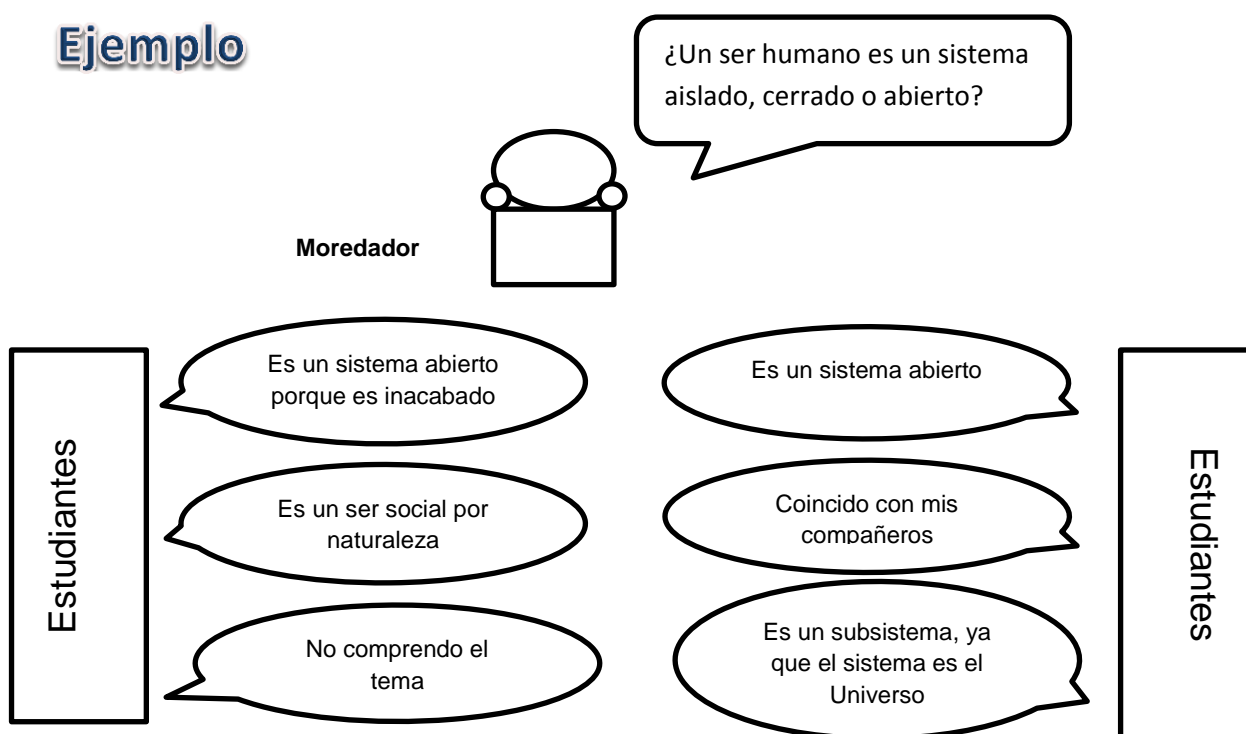 Ejemplo
¿Un ser humano es un sistema
aislado, cerrado o abierto?
Moredador
Estudiantes
Es un sistema abierto
porque es inacabado
Es un ser social por
naturaleza
No comprendo el
tema
Es un sistema abierto
Coincido con mis
compañeros
Es un subsistema, ya
que el sistema es el
Universo
Estudiantes